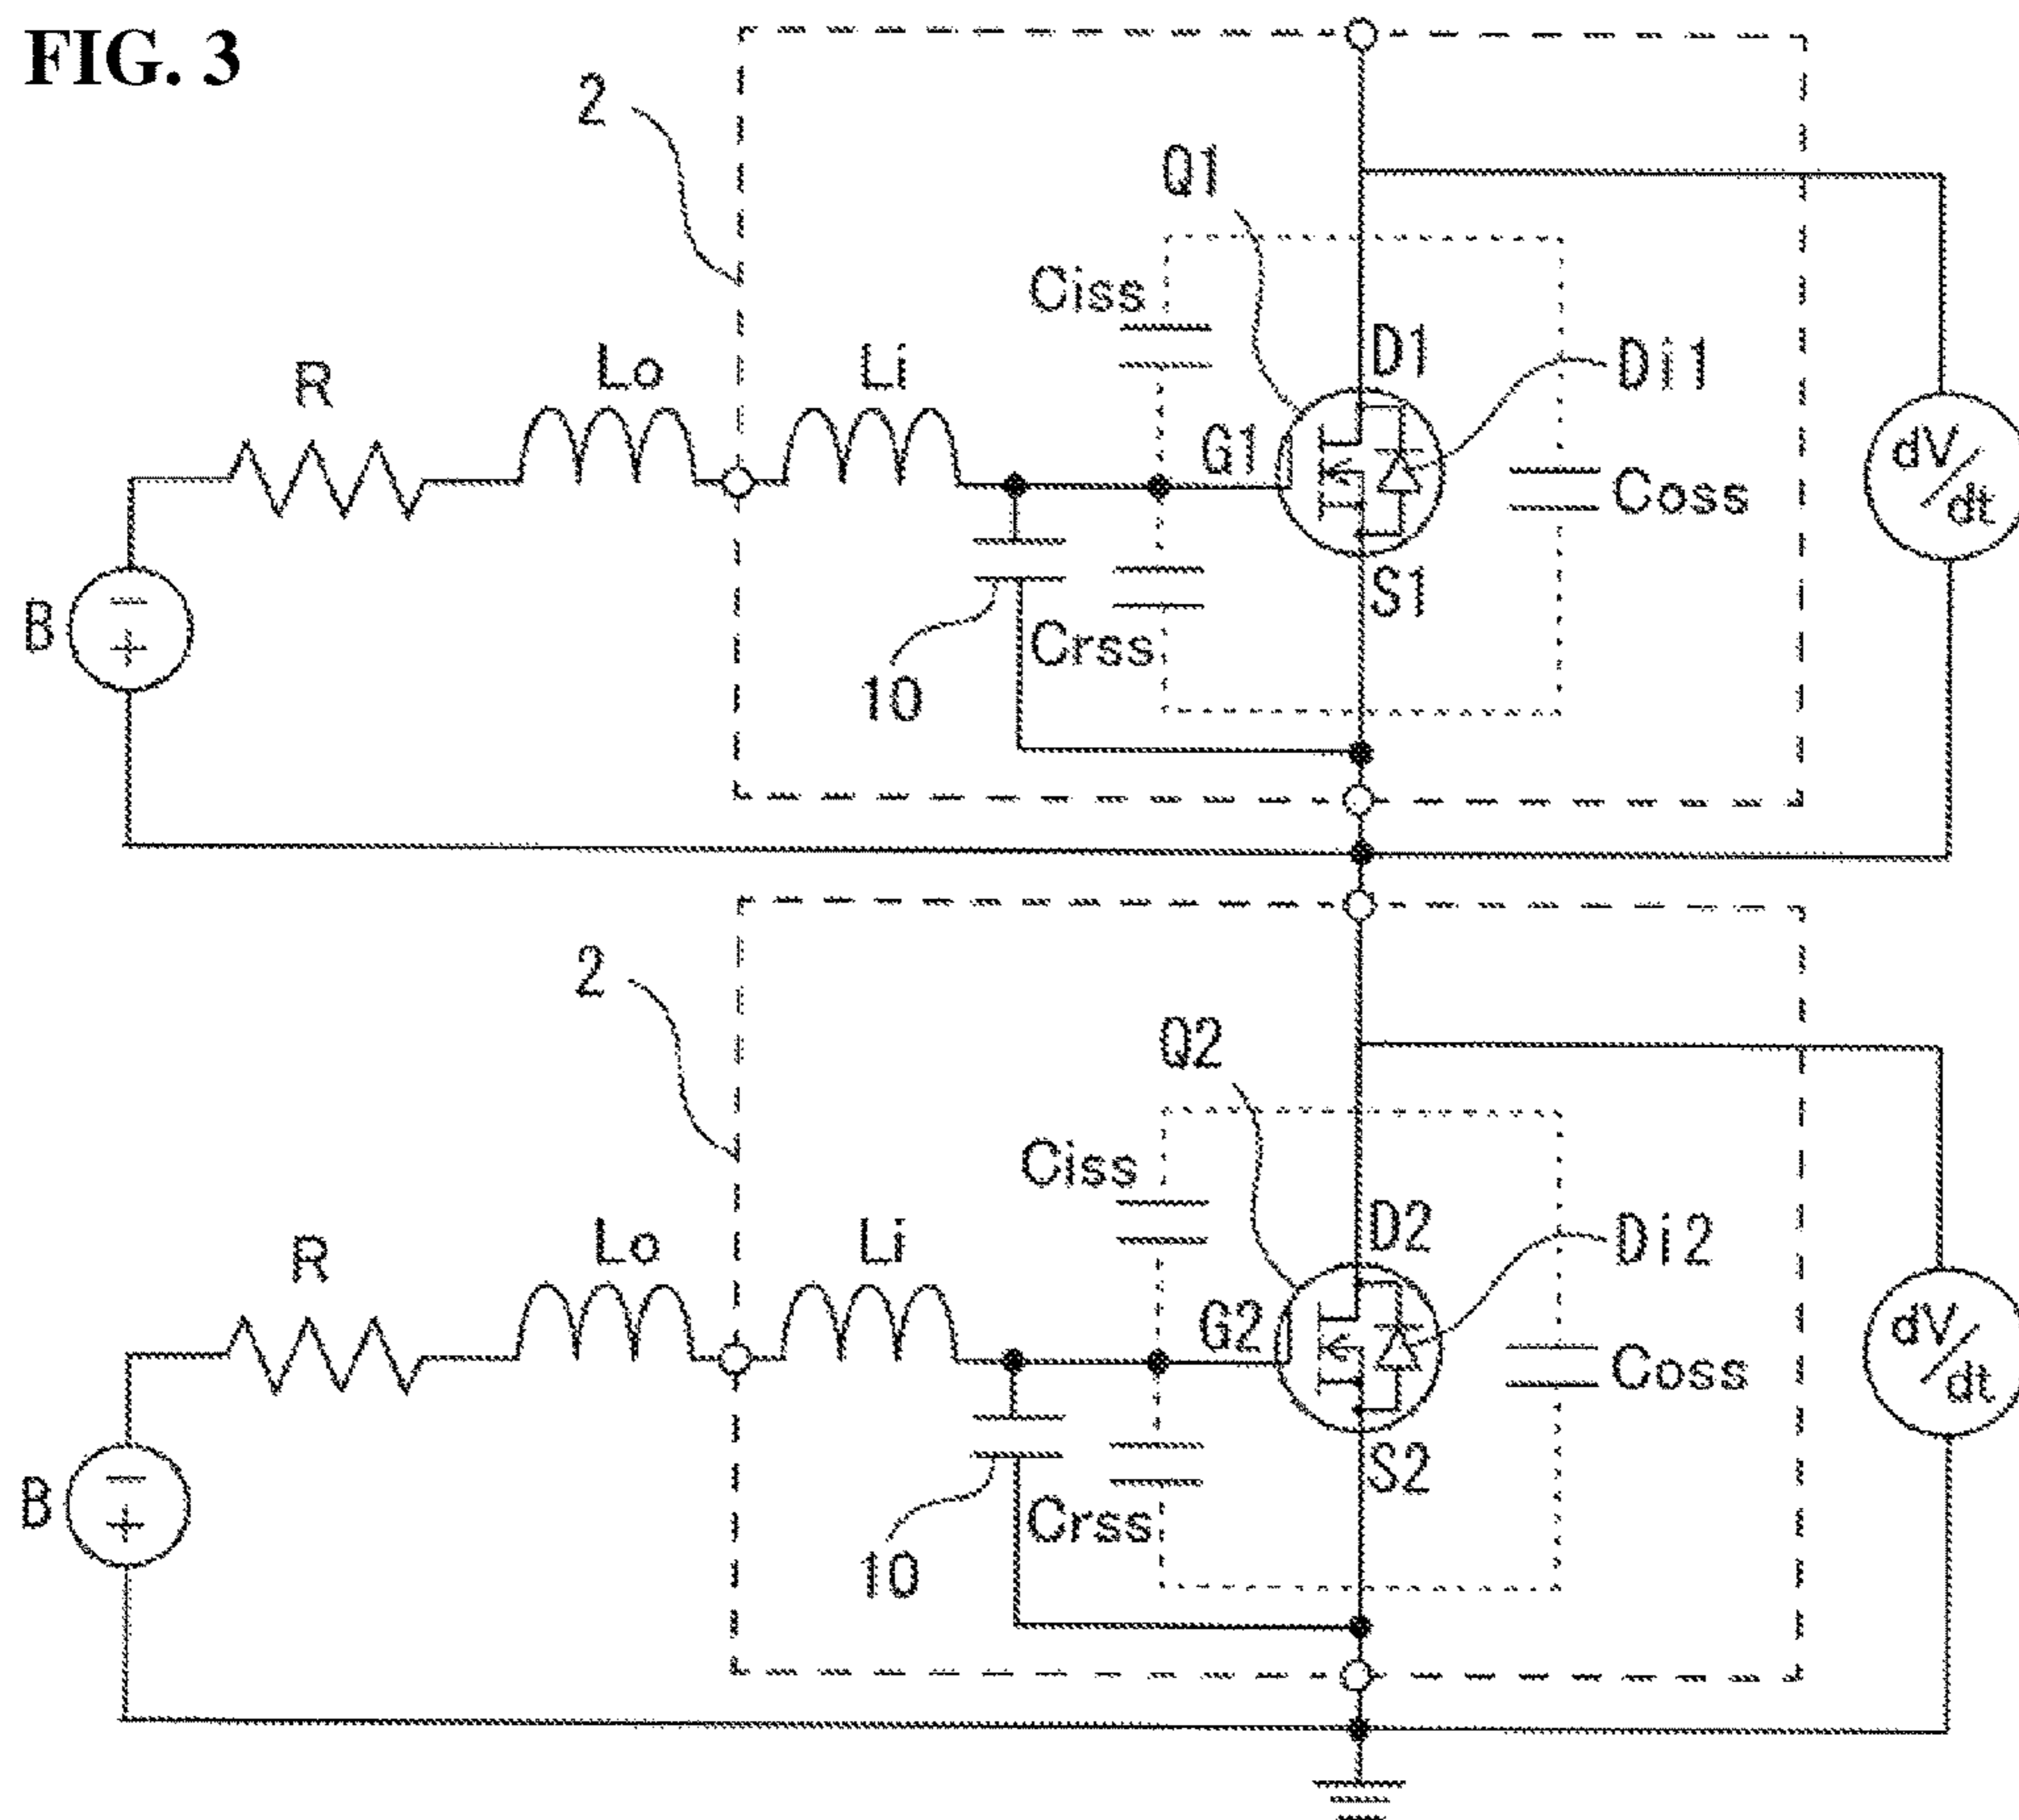 FIG. 3
2
Q1
Ciss
D1
Di1
R
Lo
Li
G1
Coss
dV/dt
B
−
+
10
Crss
S1
2
Q2
Ciss
D2
Di2
R
Lo
Li
G2
Coss
dV/dt
B
−
+
10
Crss
S2